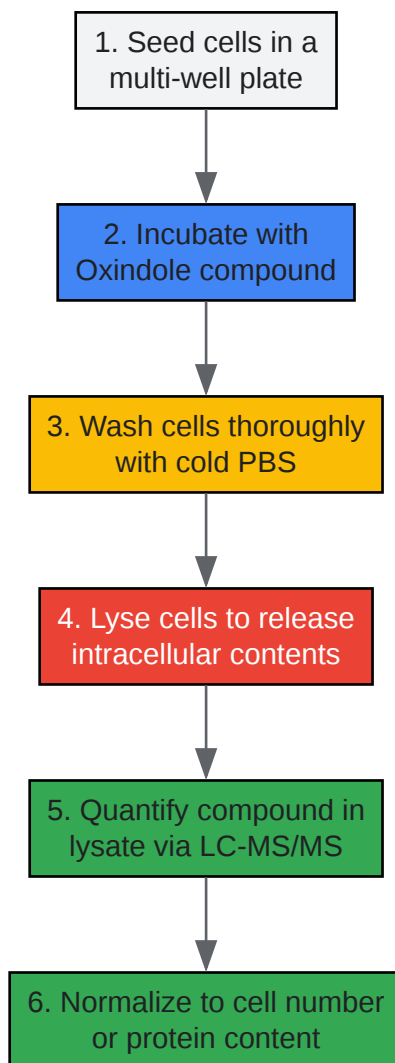 1. Seed cells in a
multi-well plate
2. Incubate with
Oxindole compound
3. Wash cells thoroughly
with cold PBS
4. Lyse cells to release
intracellular contents
5. Quantify compound in
lysate via LC-MS/MS
6. Normalize to cell number
or protein content